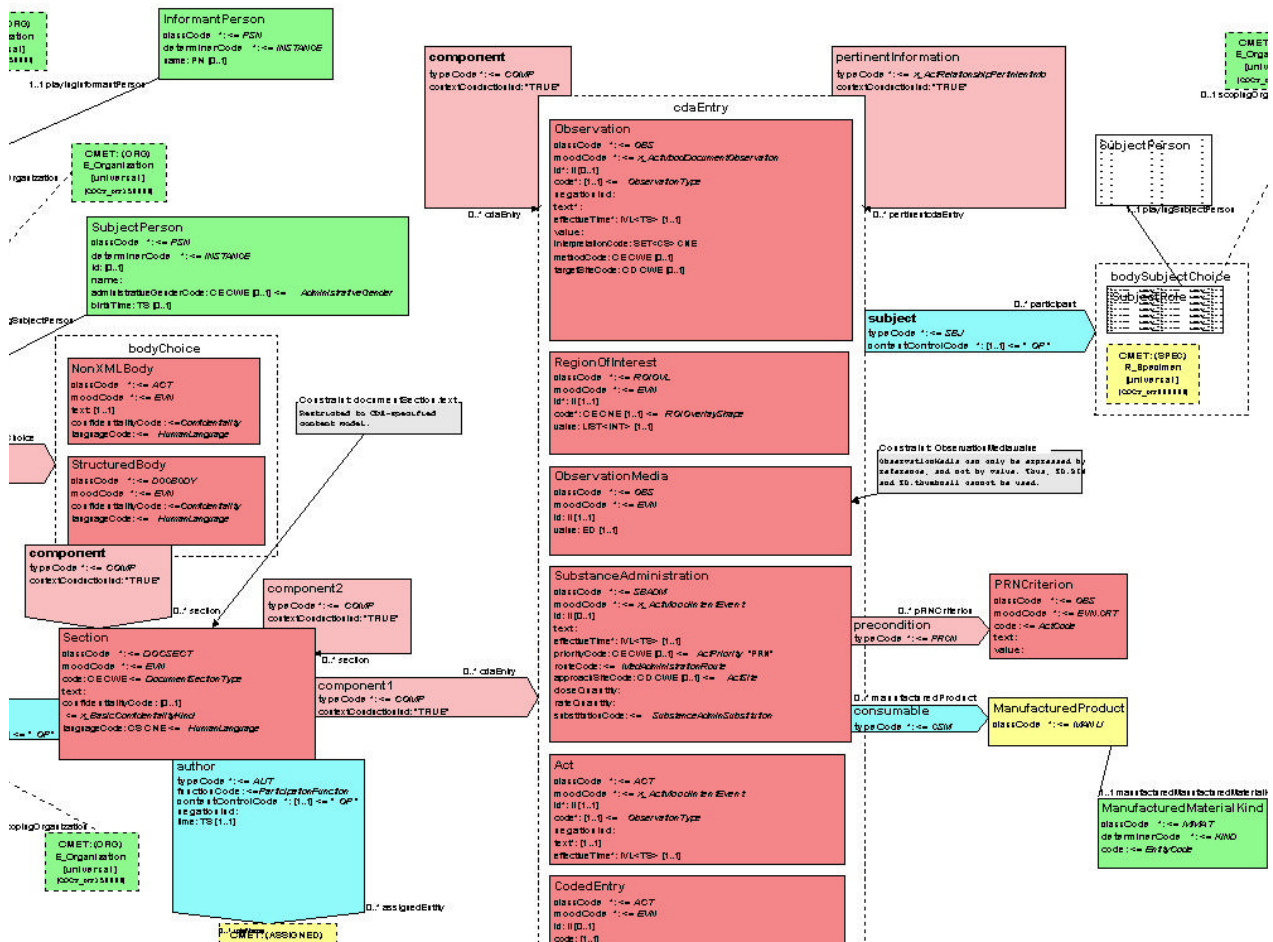 InformantPerson
classCode *:<= PSN
determinerCode *:<= INSTANCE
name: PN [0..1]
1..1 playingInformantPerson
CMET: (ORG)
E_Organization
[universal]
SubjectPerson
classCode *:<= PSN
determinerCode *:<= INSTANCE
id: [0..1]
name:
administrativeGenderCode: CE CWE [0..1] <= AdministrativeGender
birthTime: TS [0..1]
bodyChoice
NonXMLBody
classCode *:<= ACT
moodCode *:<= EVN
text: [1..1]
confidentialityCode: <=Confidentiality
languageCode: <= HumanLanguage
StructuredBody
classCode *:<= DOCBODY
moodCode *:<= EVN
confidentialityCode: <=Confidentiality
languageCode: <= HumanLanguage
component
typeCode *:<= COMP
contextConductionInd: "TRUE"
0..* section
Constraint: documentSection.text
Restricted to CDA-specified
content model.
component2
typeCode *:<= COMP
contextConductionInd: "TRUE"
0..* section
Section
classCode *:<= DOCSECT
moodCode *:<= EVN
code: CE CWE <= DocumentSectionType
text:
confidentialityCode: [0..1]
<= x_BasicConfidentialityKind
languageCode: CS CNE <= HumanLanguage
component1
typeCode *:<= COMP
contextConductionInd: "TRUE"
0..* cdaEntry
author
typeCode *:<= AUT
functionCode: <=ParticipationFunction
contextControlCode *: [1..1] <= " OP"
negationInd:
time: TS [1..1]
0..* assignedEntity
CMET: (ORG)
E_Organization
[universal]
CMET: (ASSIGNED)
component
typeCode *:<= COMP
contextConductionInd: "TRUE"
0..* cdaEntry
pertinentInformation
typeCode *:<= x_ActRelationshipPertinentInfo
contextConductionInd: "TRUE"
0..* pertinentcdaEntry
cdaEntry
Observation
classCode *:<= OBS
moodCode *:<= x_ActMoodDocumentObservation
id*: II [0..1]
code*: [1..1] <= ObservationType
negationInd:
text*:
effectiveTime*: IVL<TS> [1..1]
value:
interpretationCode: SET<CS> CNE
methodCode: CE CWE [0..1]
targetSiteCode: CD CWE [0..1]
RegionOfInterest
classCode *:<= ROIOVL
moodCode *:<= EVN
id*: II [1..1]
code*: CE CNE [1..1] <= ROIOverlayShape
value: LIST<INT> [1..1]
ObservationMedia
classCode *:<= OBS
moodCode *:<= EVN
id: II [1..1]
value: ED [1..1]
SubstanceAdministration
classCode *:<= SBADM
moodCode *:<= x_ActMoodIntentEvent
id: II [0..1]
text:
effectiveTime*: IVL<TS> [1..1]
priorityCode: CE CWE [0..1] <= ActPriority "PRN"
routeCode: <= MedAdministrationRoute
approachSiteCode: CD CWE [0..1] <= ActSite
doseQuantity:
rateQuantity:
substitutionCode: <= SubstanceAdminSubstitution
Act
classCode *:<= ACT
moodCode *:<= x_ActMoodIntentEvent
id*: II [1..1]
code*: [1..1] <= ObservationType
negationInd:
text*: [1..1]
effectiveTime*: IVL<TS> [1..1]
CodedEntry
classCode *:<= ACT
moodCode *:<= EVN
id: II [0..1]
code: [1..1]
0..* participant
subject
typeCode *:<= SBJ
contextControlCode *: [1..1] <= " OP"
0..1 scopingOrga
SubjectPerson
1..1 playingSubjectPerson
bodySubjectChoice
SubjectRole
CMET: (SPEC)
R_Specimen
[universal]
Constraint: ObservationMedia.value
ObservationMedia can only be expressed by
reference, and not by value. Thus,
and ED.thumbnail cannot be used.
0..* pRNCriterion
precondition
typeCode *:<= PRCN
PRNCriterion
classCode *:<= OBS
moodCode *:<= EVN.CRT
code: <= ActCode
text:
value:
0..* manufacturedProduct
consumable
typeCode *:<= CSM
ManufacturedProduct
classCode *:<= MANU
1..1 manufacturedManufacturedMaterialK
ManufacturedMaterialKind
classCode *:<= MMAT
determinerCode *:<= KIND
code: <= EntityCode